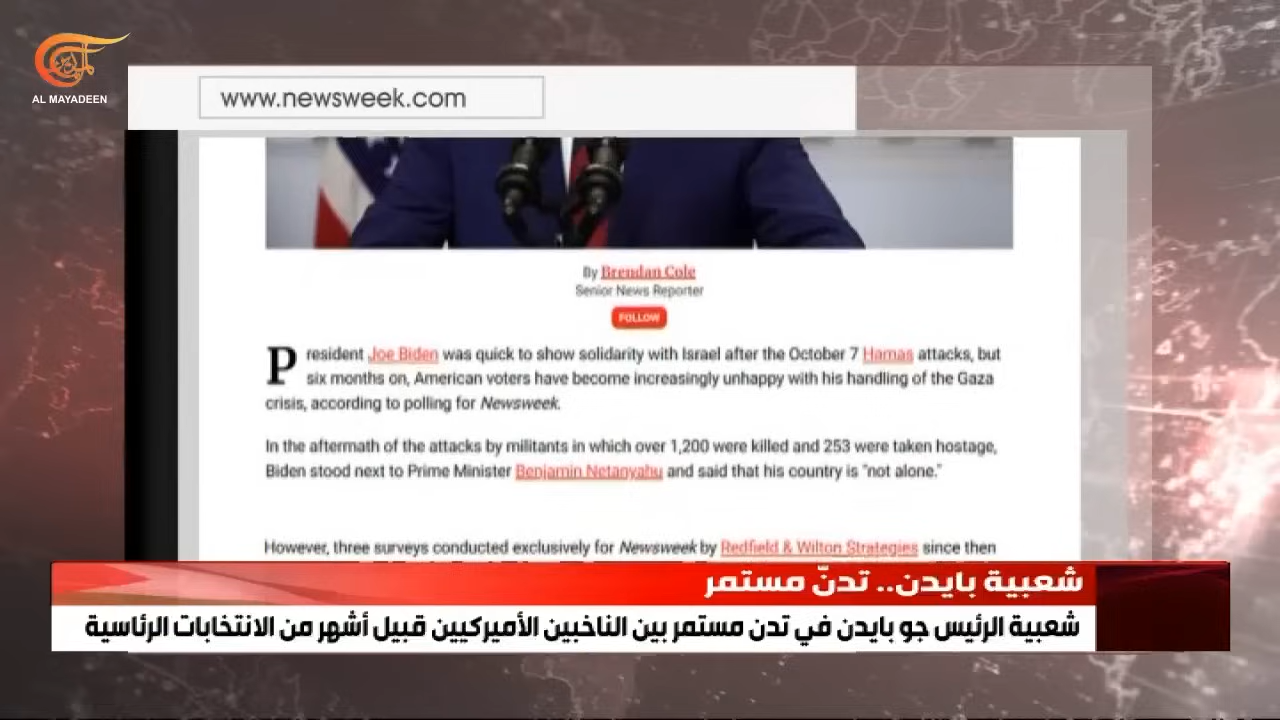 AL MAYADEEN
www.newsweek.com
By Brendan Cole
Senior News Reporter
FOLLOW
President Joe Biden was quick to show solidarity with Israel after the October 7 Hamas attacks, but
six months on, American voters have become increasingly unhappy with his handling of the Gaza
crisis, according to polling for Newsweek.
In the aftermath of the attacks by militants in which over 1,200 were killed and 253 were taken hostage,
Biden stood next to Prime Minister Benjamin Netanyahu and said that his country is "not alone."
However, three surveys conducted exclusively for Newsweek by Redfield & Wilton Strategies since then
شعبية بايدن.. تدنّ مستمر
شعبية الرئيس جو بايدن في تدن مستمر بين الناخبين الأميركيين قبيل أشهر من الانتخابات الرئاسية